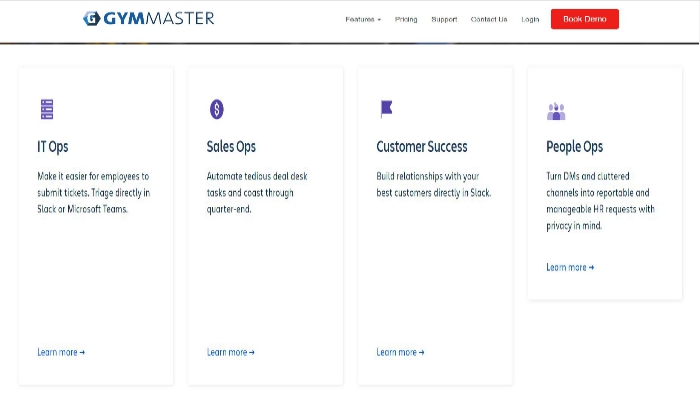 GYMMASTER
Features
Pricing
Support
Contact Us
Login
Book Demo
IT Ops
Make it easier for employees to
submit tickets. Triage directly in
Slack or Microsoft Teams.
Learn more →
Sales Ops
Automate tedious deal desk
tasks and coast through
quarter-end.
Learn more →
Customer Success
Build relationships with your
best customers directly in Slack.
Learn more →
People Ops
Turn DMs and cluttered
channels into reportable and
manageable HR requests with
privacy in mind.
Learn more →